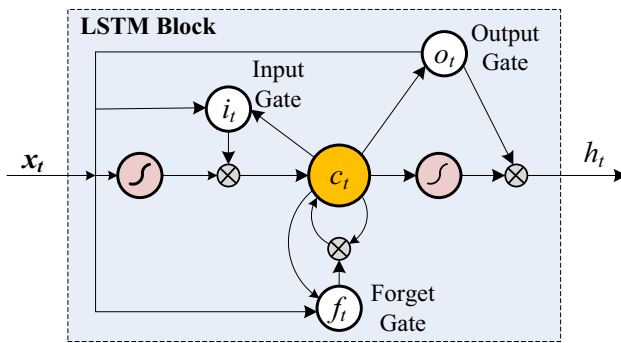 LSTM Block
Output
Gate
o_t
Input
Gate
i_t
x_t
c_t
h_t
f_t
Forget
Gate